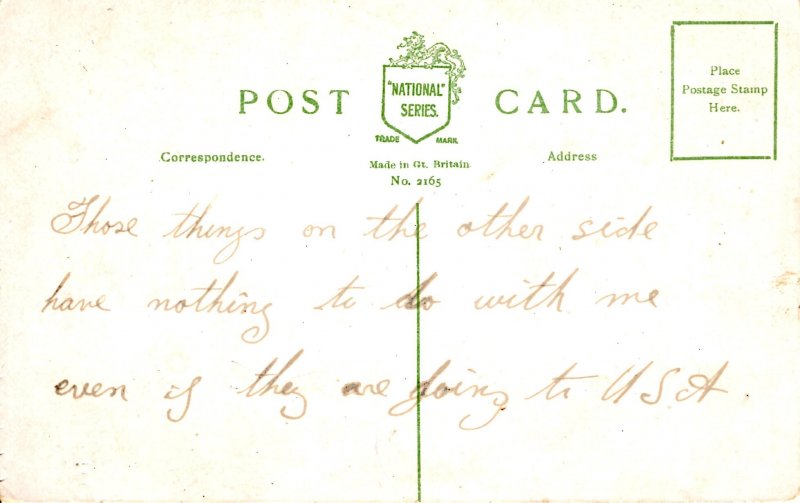 POST CARD.
"NATIONAL"
SERIES.
TRADE MARK
Place
Postage Stamp
Here.
Correspondence.
Made in Gt. Britain
Address
No. 2165
Those things on the other side
have nothing to do with me
even if they are going to USA.